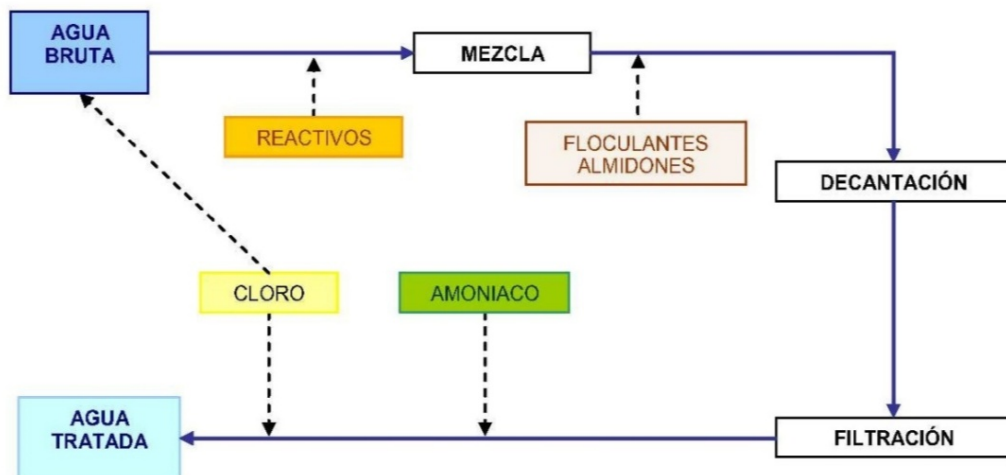 AGUA
BRUTA
MEZCLA
REACTIVOS
FLOCULANTES
ALMIDONES
DECANTACIÓN
CLORO
AMONIACO
AGUA
TRATADA
FILTRACIÓN